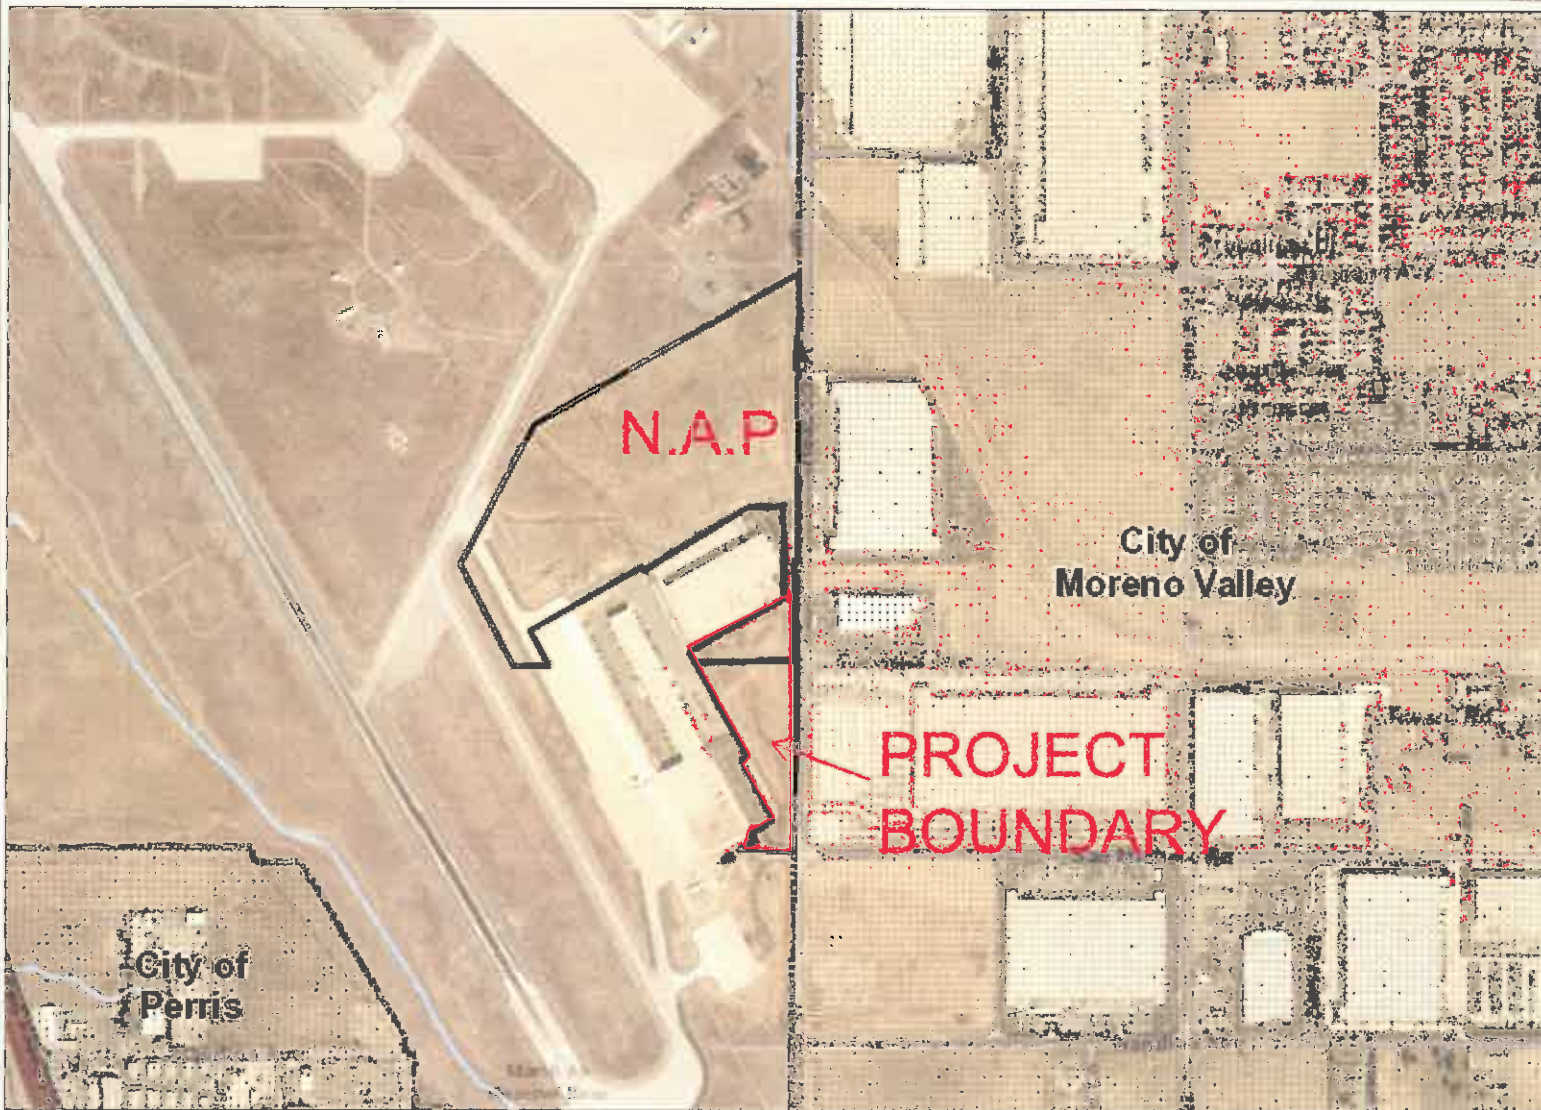 N.A.P
City of
Moreno Valley
PROJECT
BOUNDARY
City of
Perris